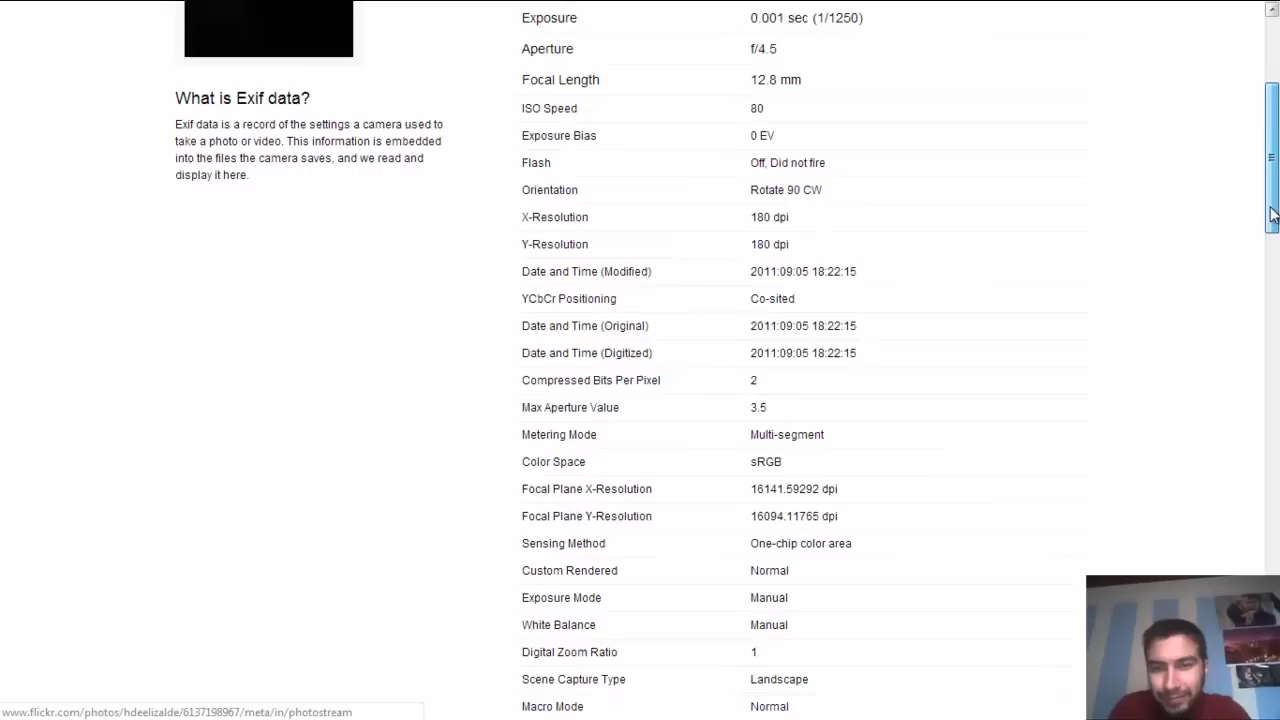 Exposure 0.001 sec (1/1250)
Aperture f/4.5
Focal Length 12.8 mm
What is Exif data?
Exif data is a record of the settings a camera used to
take a photo or video. This information is embedded
into the files the camera saves, and we read and
display it here.
ISO Speed 80
Exposure Bias 0 EV
Flash Off, Did not fire
Orientation Rotate 90 CW
X-Resolution 180 dpi
Y-Resolution 180 dpi
Date and Time (Modified) 2011:09:05 18:22:15
YCbCr Positioning Co-sited
Date and Time (Original) 2011:09:05 18:22:15
Date and Time (Digitized) 2011:09:05 18:22:15
Compressed Bits Per Pixel 2
Max Aperture Value 3.5
Metering Mode Multi-segment
Color Space sRGB
Focal Plane X-Resolution 16141.59292 dpi
Focal Plane Y-Resolution 16094.11765 dpi
Sensing Method One-chip color area
Custom Rendered Normal
Exposure Mode Manual
White Balance Manual
Digital Zoom Ratio 1
Scene Capture Type Landscape
Macro Mode Normal
www.flickr.com/photos/hdeelizalde/6137198967/meta/in/photostream